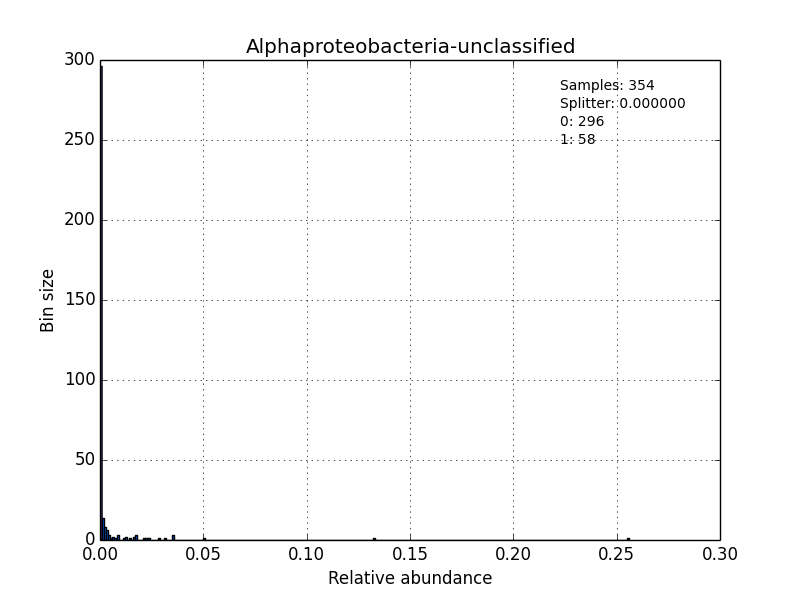 Alphaproteobacteria-unclassified
Samples: 354
Splitter: 0.000000
0: 296
1: 58
Bin size
300
250
200
150
100
50
0
0.00 0.05 0.10 0.15 0.20 0.25 0.30
Relative abundance